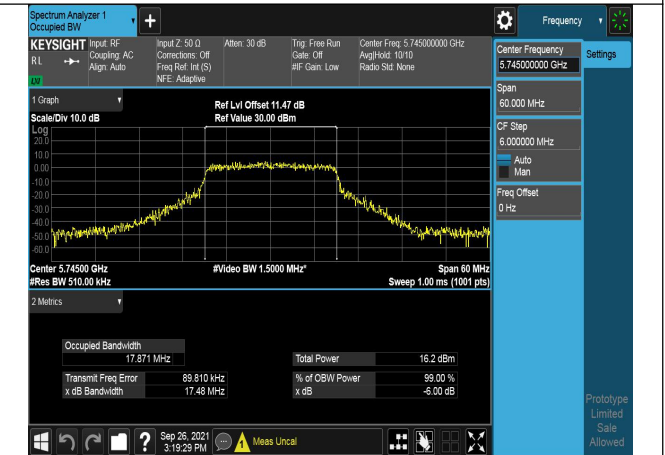 Spectrum Analyzer 1
Occupied BW
Frequency
KEYSIGHT
RL
Input: RF
Coupling: AC
Align: Auto
Input Z: 50 Ω
Corrections: Off
Freq Ref: Int (S)
NFE: Adaptive
Atten: 30 dB
Trig: Free Run
Gate: Off
#IF Gain: Low
Center Freq: 5.745000000 GHz
Avg|Hold: 10/10
Radio Std: None
Center Frequency
5.745000000 GHz
Settings
Span
60.000 MHz
CF Step
6.000000 MHz
Auto
Man
Freq Offset
0 Hz
1 Graph
Scale/Div 10.0 dB
Ref Lvl Offset 11.47 dB
Ref Value 30.00 dBm
Log
20.0
10.0
0.00
-10.0
-20.0
-30.0
-40.0
-50.0
-60.0
Center 5.74500 GHz
#Video BW 1.5000 MHz*
Span 60 MHz
#Res BW 510.00 kHz
Sweep 1.00 ms (1001 pts)
2 Metrics
Occupied Bandwidth
17.871 MHz
Total Power 16.2 dBm
Transmit Freq Error 89.810 kHz
% of OBW Power 99.00 %
x dB Bandwidth 17.48 MHz
x dB -6.00 dB
Prototype
Limited
Sale
Allowed
Sep 26, 2021
3:19:29 PM
Meas Uncal